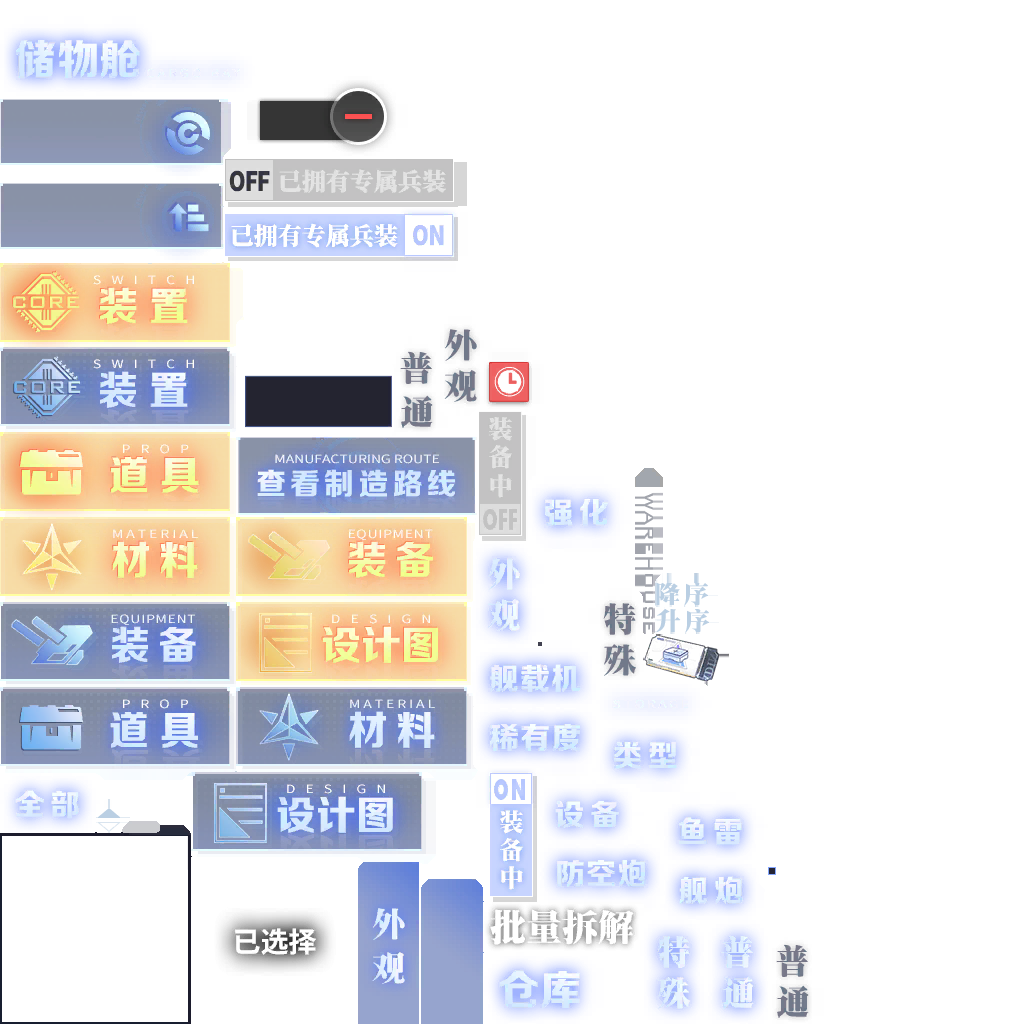 储物舱
OFF 已拥有专属兵装
已拥有专属兵装 ON
SWITCH
CORE 装置
SWITCH
CORE 装置
外观
普通
PROP
道具
MANUFACTURING ROUTE
查看制造路线
装备中 OFF
强化
WAREHOUSE
MATERIAL
材料
EQUIPMENT
装备
外观
降序
升序
特殊
EQUIPMENT
装备
DESIGN
设计图
舰载机
PROP
道具
MATERIAL
材料
稀有度
类型
全部
DESIGN
设计图
ON 装备中
设备
鱼雷
防空炮
舰炮
外观
已选择
批量拆解
仓库
特殊
普通
普通